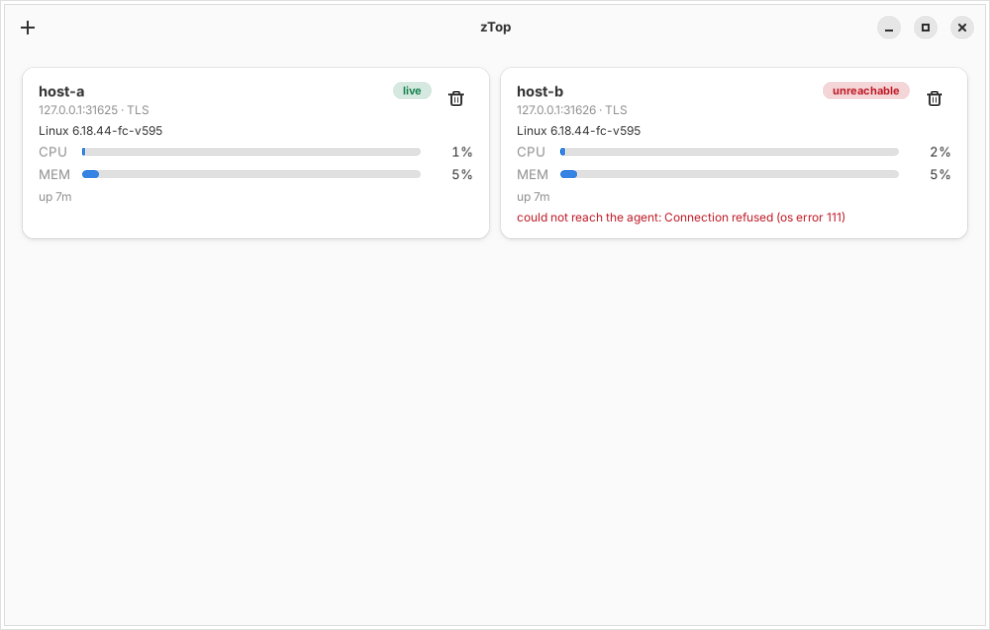 zTop
host-a live
127.0.0.1:31625 · TLS
Linux 6.18.44-fc-v595
CPU 1%
MEM 5%
up 7m
host-b unreachable
127.0.0.1:31626 · TLS
Linux 6.18.44-fc-v595
CPU 2%
MEM 5%
up 7m
could not reach the agent: Connection refused (os error 111)